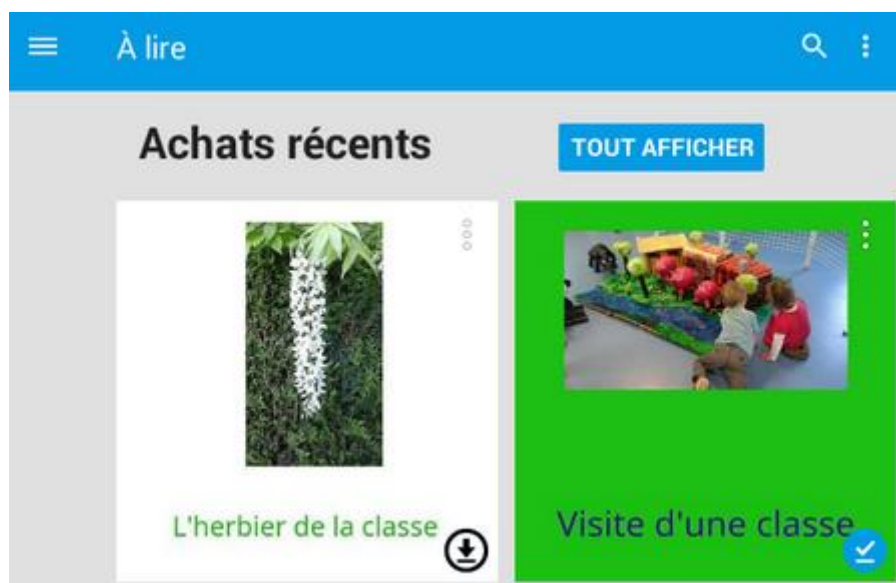 À lire
Achats récents
TOUT AFFICHER
L'herbier de la classe
Visite d'une classe